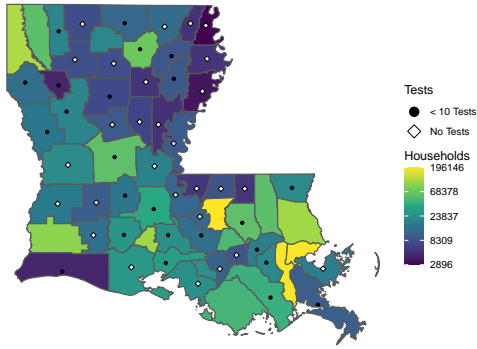 Tests
< 10 Tests
No Tests
Households
196146
68378
23837
8309
2896